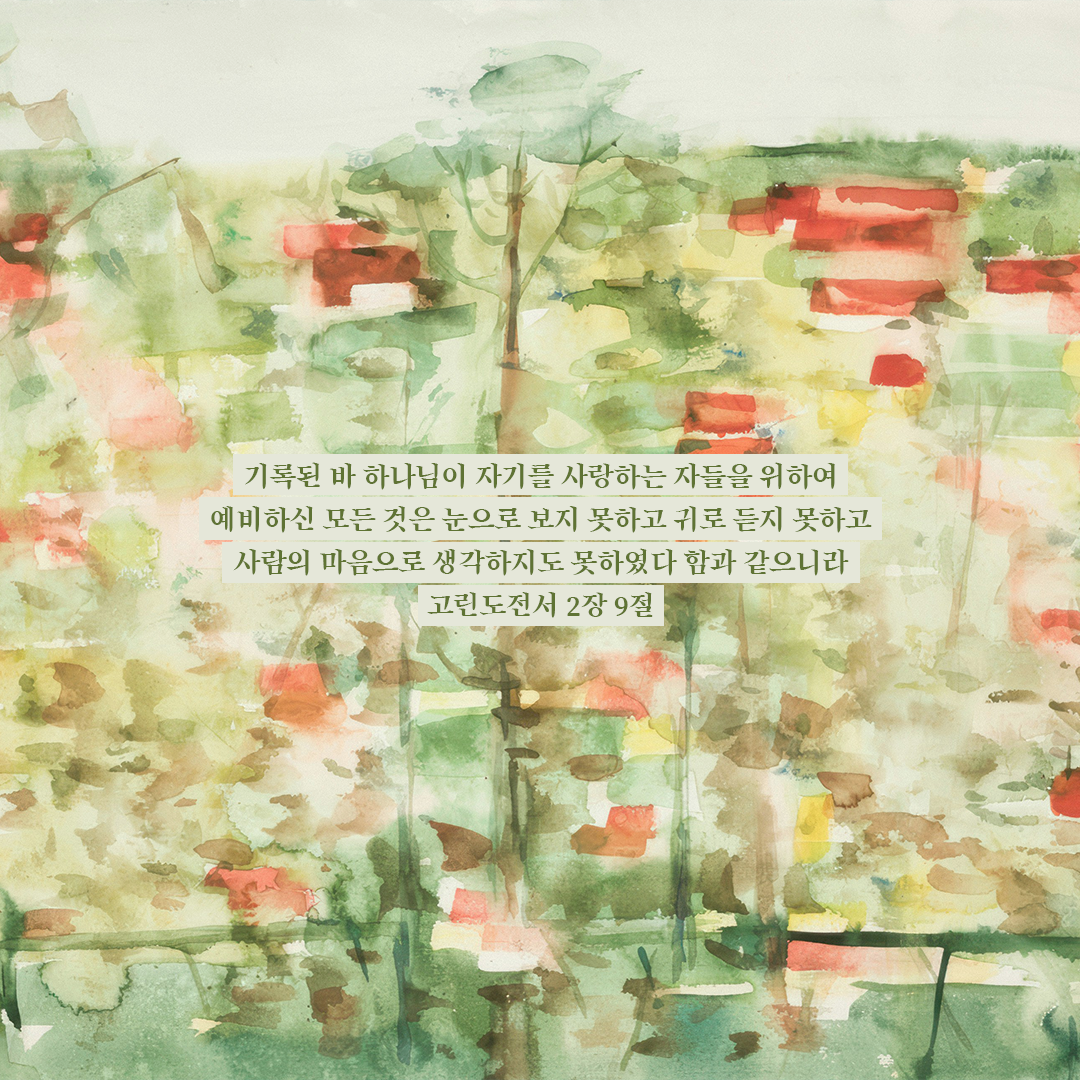 기록된 바 하나님이 자기를 사랑하는 자들을 위하여
예비하신 모든 것은 눈으로 보지 못하고 귀로 듣지 못하고
사람의 마음으로 생각하지도 못하였다 함과 같으니라
고린도전서 2장 9절